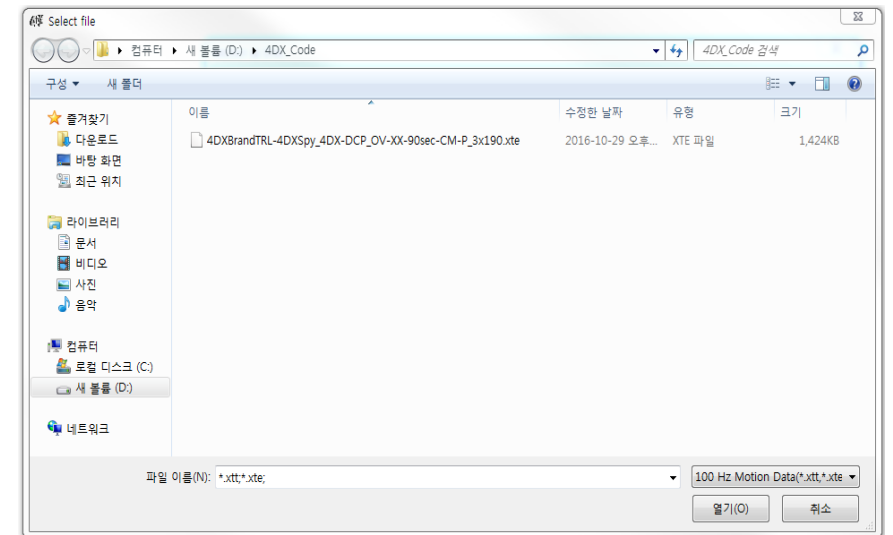 Select file
컴퓨터 ▸ 새 볼륨 (D:) ▸ 4DX_Code
4DX_Code 검색
구성 새 폴더
이름 수정한 날짜 유형 크기
4DXBrandTRL-4DXSpy_4DX-DCP_OV-XX-90sec-CM-P_3x190.xte 2016-10-29 오후... XTE 파일 1,424KB
즐겨찾기
다운로드
바탕 화면
최근 위치
라이브러리
문서
비디오
사진
음악
컴퓨터
로컬 디스크 (C:)
새 볼륨 (D:)
네트워크
파일 이름(N): *.xtt;*.xte;
100 Hz Motion Data(*.xtt,*.xte
열기(O) 취소